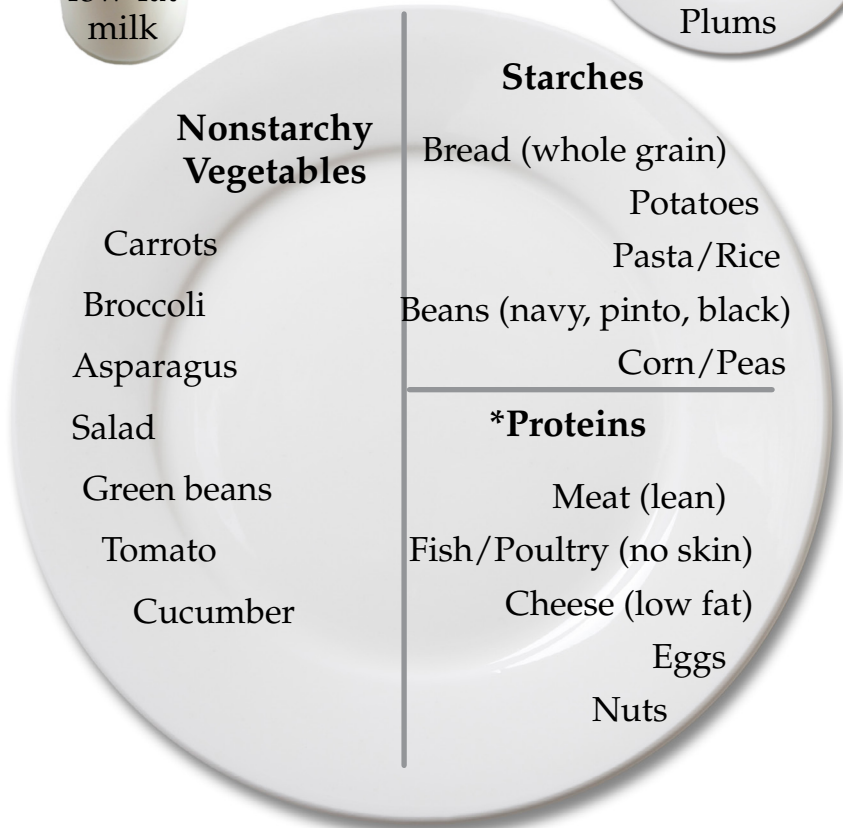 milk
Plums
Nonstarchy
Vegetables
Carrots
Broccoli
Asparagus
Salad
Green beans
Tomato
Cucumber
Starches
Bread (whole grain)
Potatoes
Pasta/Rice
Beans (navy, pinto, black)
Corn/Peas
*Proteins
Meat (lean)
Fish/Poultry (no skin)
Cheese (low fat)
Eggs
Nuts